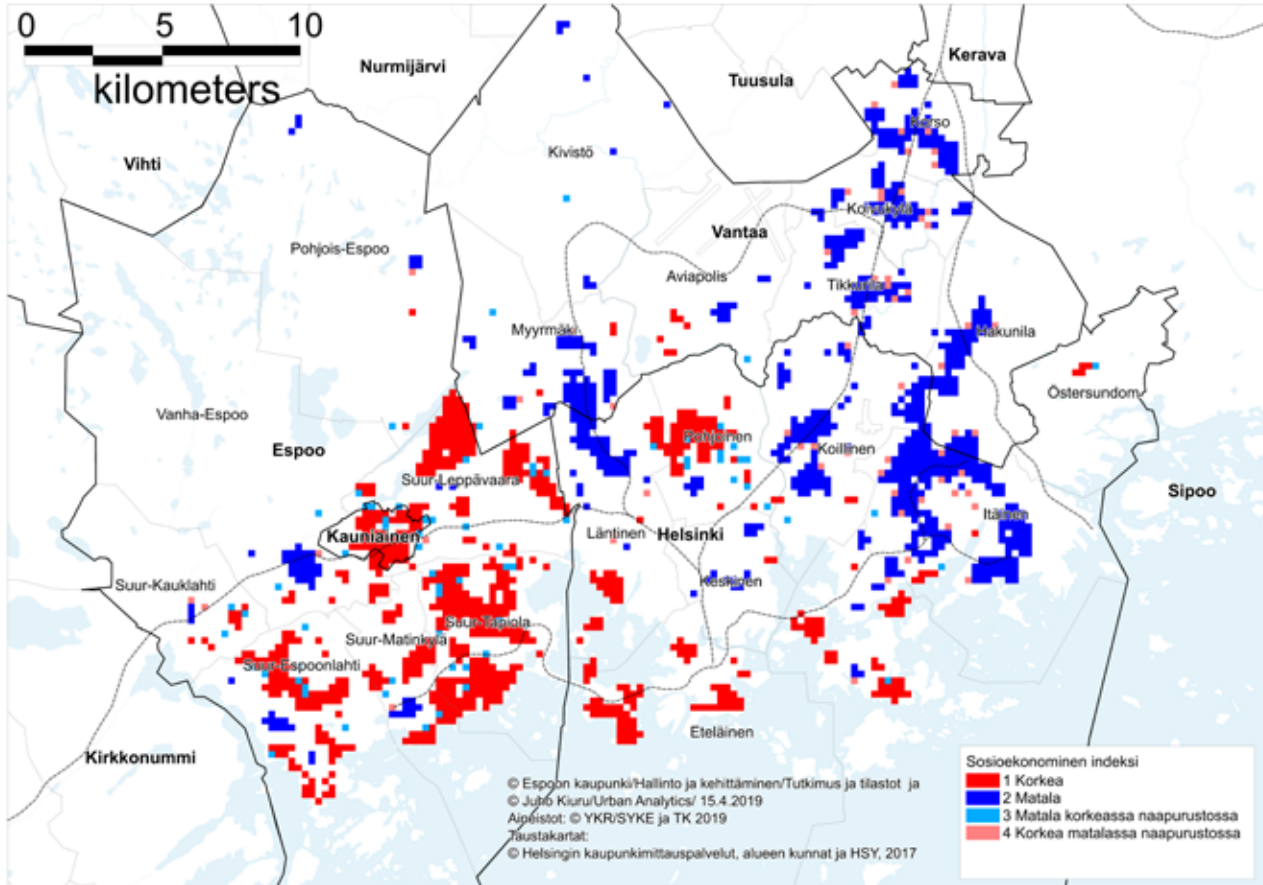 0 5 10
kilometers
Nurmijärvi
Tuusula
Kerava
Vihti
Korso
Kivistö
Koivukylä
Pohjois-Espoo
Vantaa
Aviapolis
Tikkurila
Myyrmäki
Hakunila
Östersundom
Vanha-Espoo
Espoo
Pohjoinen
Koillinen
Suur-Leppävaara
Sipoo
Itäinen
Kauniainen
Läntinen
Helsinki
Suur-Kauklahti
Keskinen
Suur-Tapiola
Suur-Matinkylä
Suur-Espoonlahti
Eteläinen
Kirkkonummi
Sosioekonominen indeksi
1 Korkea
2 Matala
3 Matala korkeassa naapurustossa
4 Korkea matalassa naapurustossa
© Espoon kaupunki/Hallinto ja kehittäminen/Tutkimus ja tilastot ja
© Juho Kiuru/Urban Analytics/ 15.4.2019
Aineistot: © YKR/SYKE ja TK 2019
Taustakartat:
© Helsingin kaupunkimittauspalvelut, alueen kunnat ja HSY, 2017